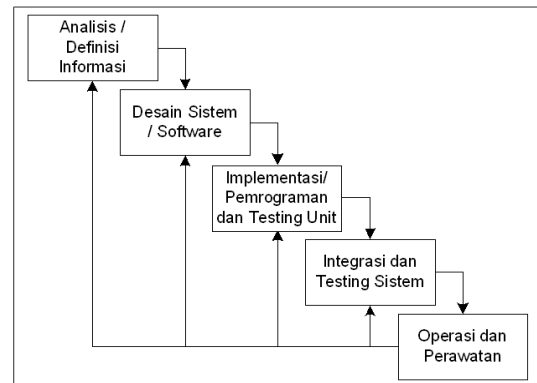 Analisis /
Definisi
Informasi
Desain Sistem
/ Software
Implementasi/
Pemrograman
dan Testing Unit
Integrasi dan
Testing Sistem
Operasi dan
Perawatan